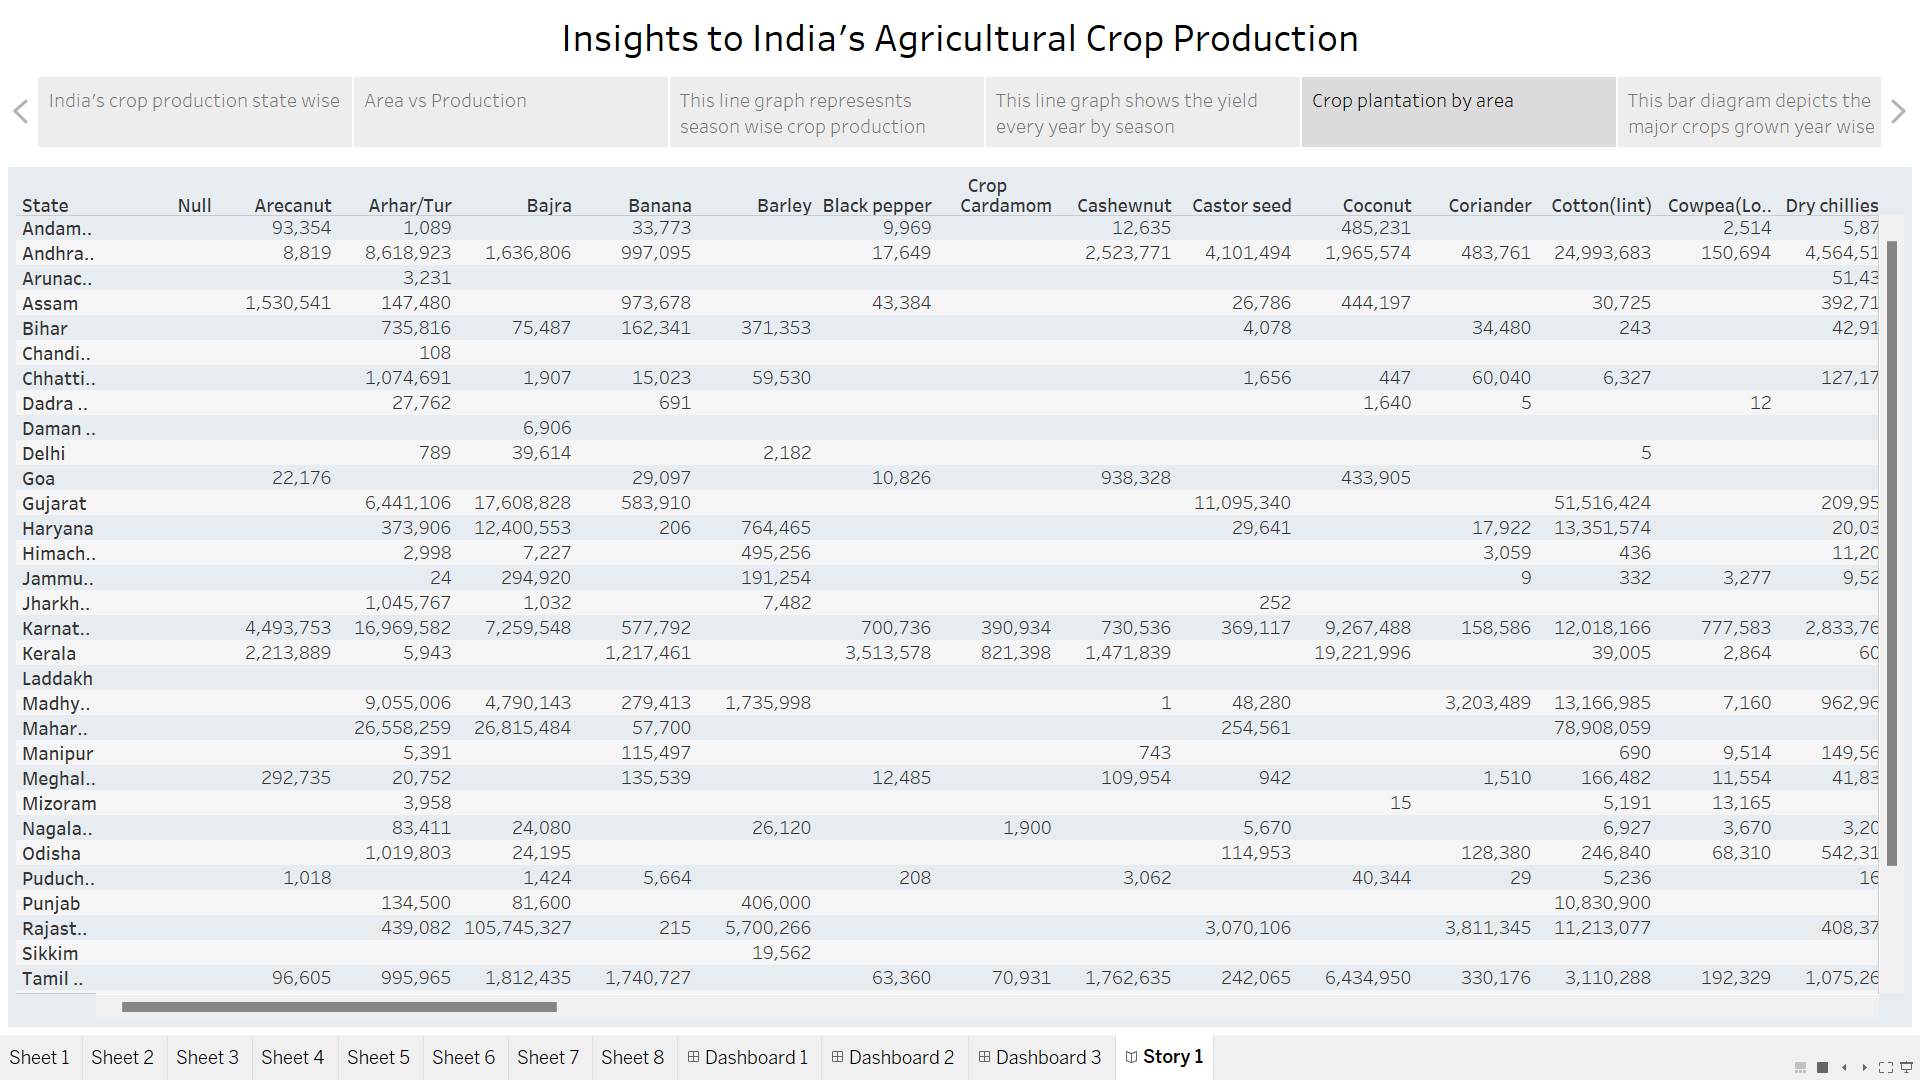 Insights to India's Agricultural Crop Production
India's crop production state wise
Area vs Production
This line graph represesnts
season wise crop production
This line graph shows the yield
every year by season
Crop plantation by area
This bar diagram depicts the
major crops grown year wise
Crop
State Null Arecanut Arhar/Tur Bajra Banana Barley Black pepper Cardamom Cashewnut Castor seed Coconut Coriander Cotton(lint) Cowpea(Lo.. Dry chillies
Andam.. 93,354 1,089 33,773 9,969 12,635 485,231 2,514 5,87
Andhra.. 8,819 8,618,923 1,636,806 997,095 17,649 2,523,771 4,101,494 1,965,574 483,761 24,993,683 150,694 4,564,51
Arunac.. 3,231 51,43
Assam 1,530,541 147,480 973,678 43,384 26,786 444,197 30,725 392,71
Bihar 735,816 75,487 162,341 371,353 4,078 34,480 243 42,91
Chandi.. 108
Chhatti.. 1,074,691 1,907 15,023 59,530 1,656 447 60,040 6,327 127,17
Dadra .. 27,762 691 1,640 5 12
Daman .. 6,906
Delhi 789 39,614 2,182 5
Goa 22,176 29,097 10,826 938,328 433,905
Gujarat 6,441,106 17,608,828 583,910 11,095,340 51,516,424 209,95
Haryana 373,906 12,400,553 206 764,465 29,641 17,922 13,351,574 20,03
Himach.. 2,998 7,227 495,256 3,059 436 11,20
Jammu.. 24 294,920 191,254 9 332 3,277 9,52
Jharkh.. 1,045,767 1,032 7,482 252
Karnat.. 4,493,753 16,969,582 7,259,548 577,792 700,736 390,934 730,536 369,117 9,267,488 158,586 12,018,166 777,583 2,833,76
Kerala 2,213,889 5,943 1,217,461 3,513,578 821,398 1,471,839 19,221,996 39,005 2,864 60
Laddakh
Madhy.. 9,055,006 4,790,143 279,413 1,735,998 1 48,280 3,203,489 13,166,985 7,160 962,96
Mahar.. 26,558,259 26,815,484 57,700 254,561 78,908,059
Manipur 5,391 115,497 743 690 9,514 149,56
Meghal.. 292,735 20,752 135,539 12,485 109,954 942 1,510 166,482 11,554 41,83
Mizoram 3,958 15 5,191 13,165
Nagala.. 83,411 24,080 26,120 1,900 5,670 6,927 3,670 3,20
Odisha 1,019,803 24,195 114,953 128,380 246,840 68,310 542,31
Puduch.. 1,018 1,424 5,664 208 3,062 40,344 29 5,236 16
Punjab 134,500 81,600 406,000 10,830,900
Rajast.. 439,082 105,745,327 215 5,700,266 3,070,106 3,811,345 11,213,077 408,37
Sikkim 19,562
Tamil .. 96,605 995,965 1,812,435 1,740,727 63,360 70,931 1,762,635 242,065 6,434,950 330,176 3,110,288 192,329 1,075,26
Sheet 1 Sheet 2 Sheet 3 Sheet 4 Sheet 5 Sheet 6 Sheet 7 Sheet 8 Dashboard 1 Dashboard 2 Dashboard 3 Story 1